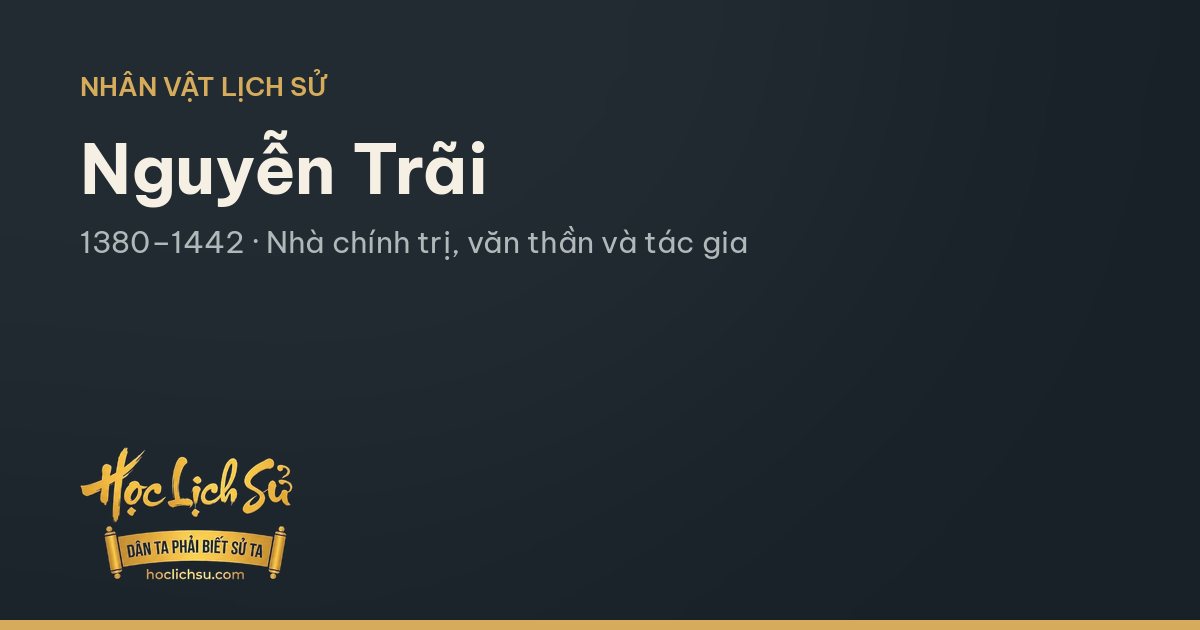 NHÂN VẬT LỊCH SỬ
Nguyễn Trãi
1380–1442 · Nhà chính trị, văn thần và tác gia
Học Lịch Sử
DÂN TA PHẢI BIẾT SỬ TA
hoclichsu.com